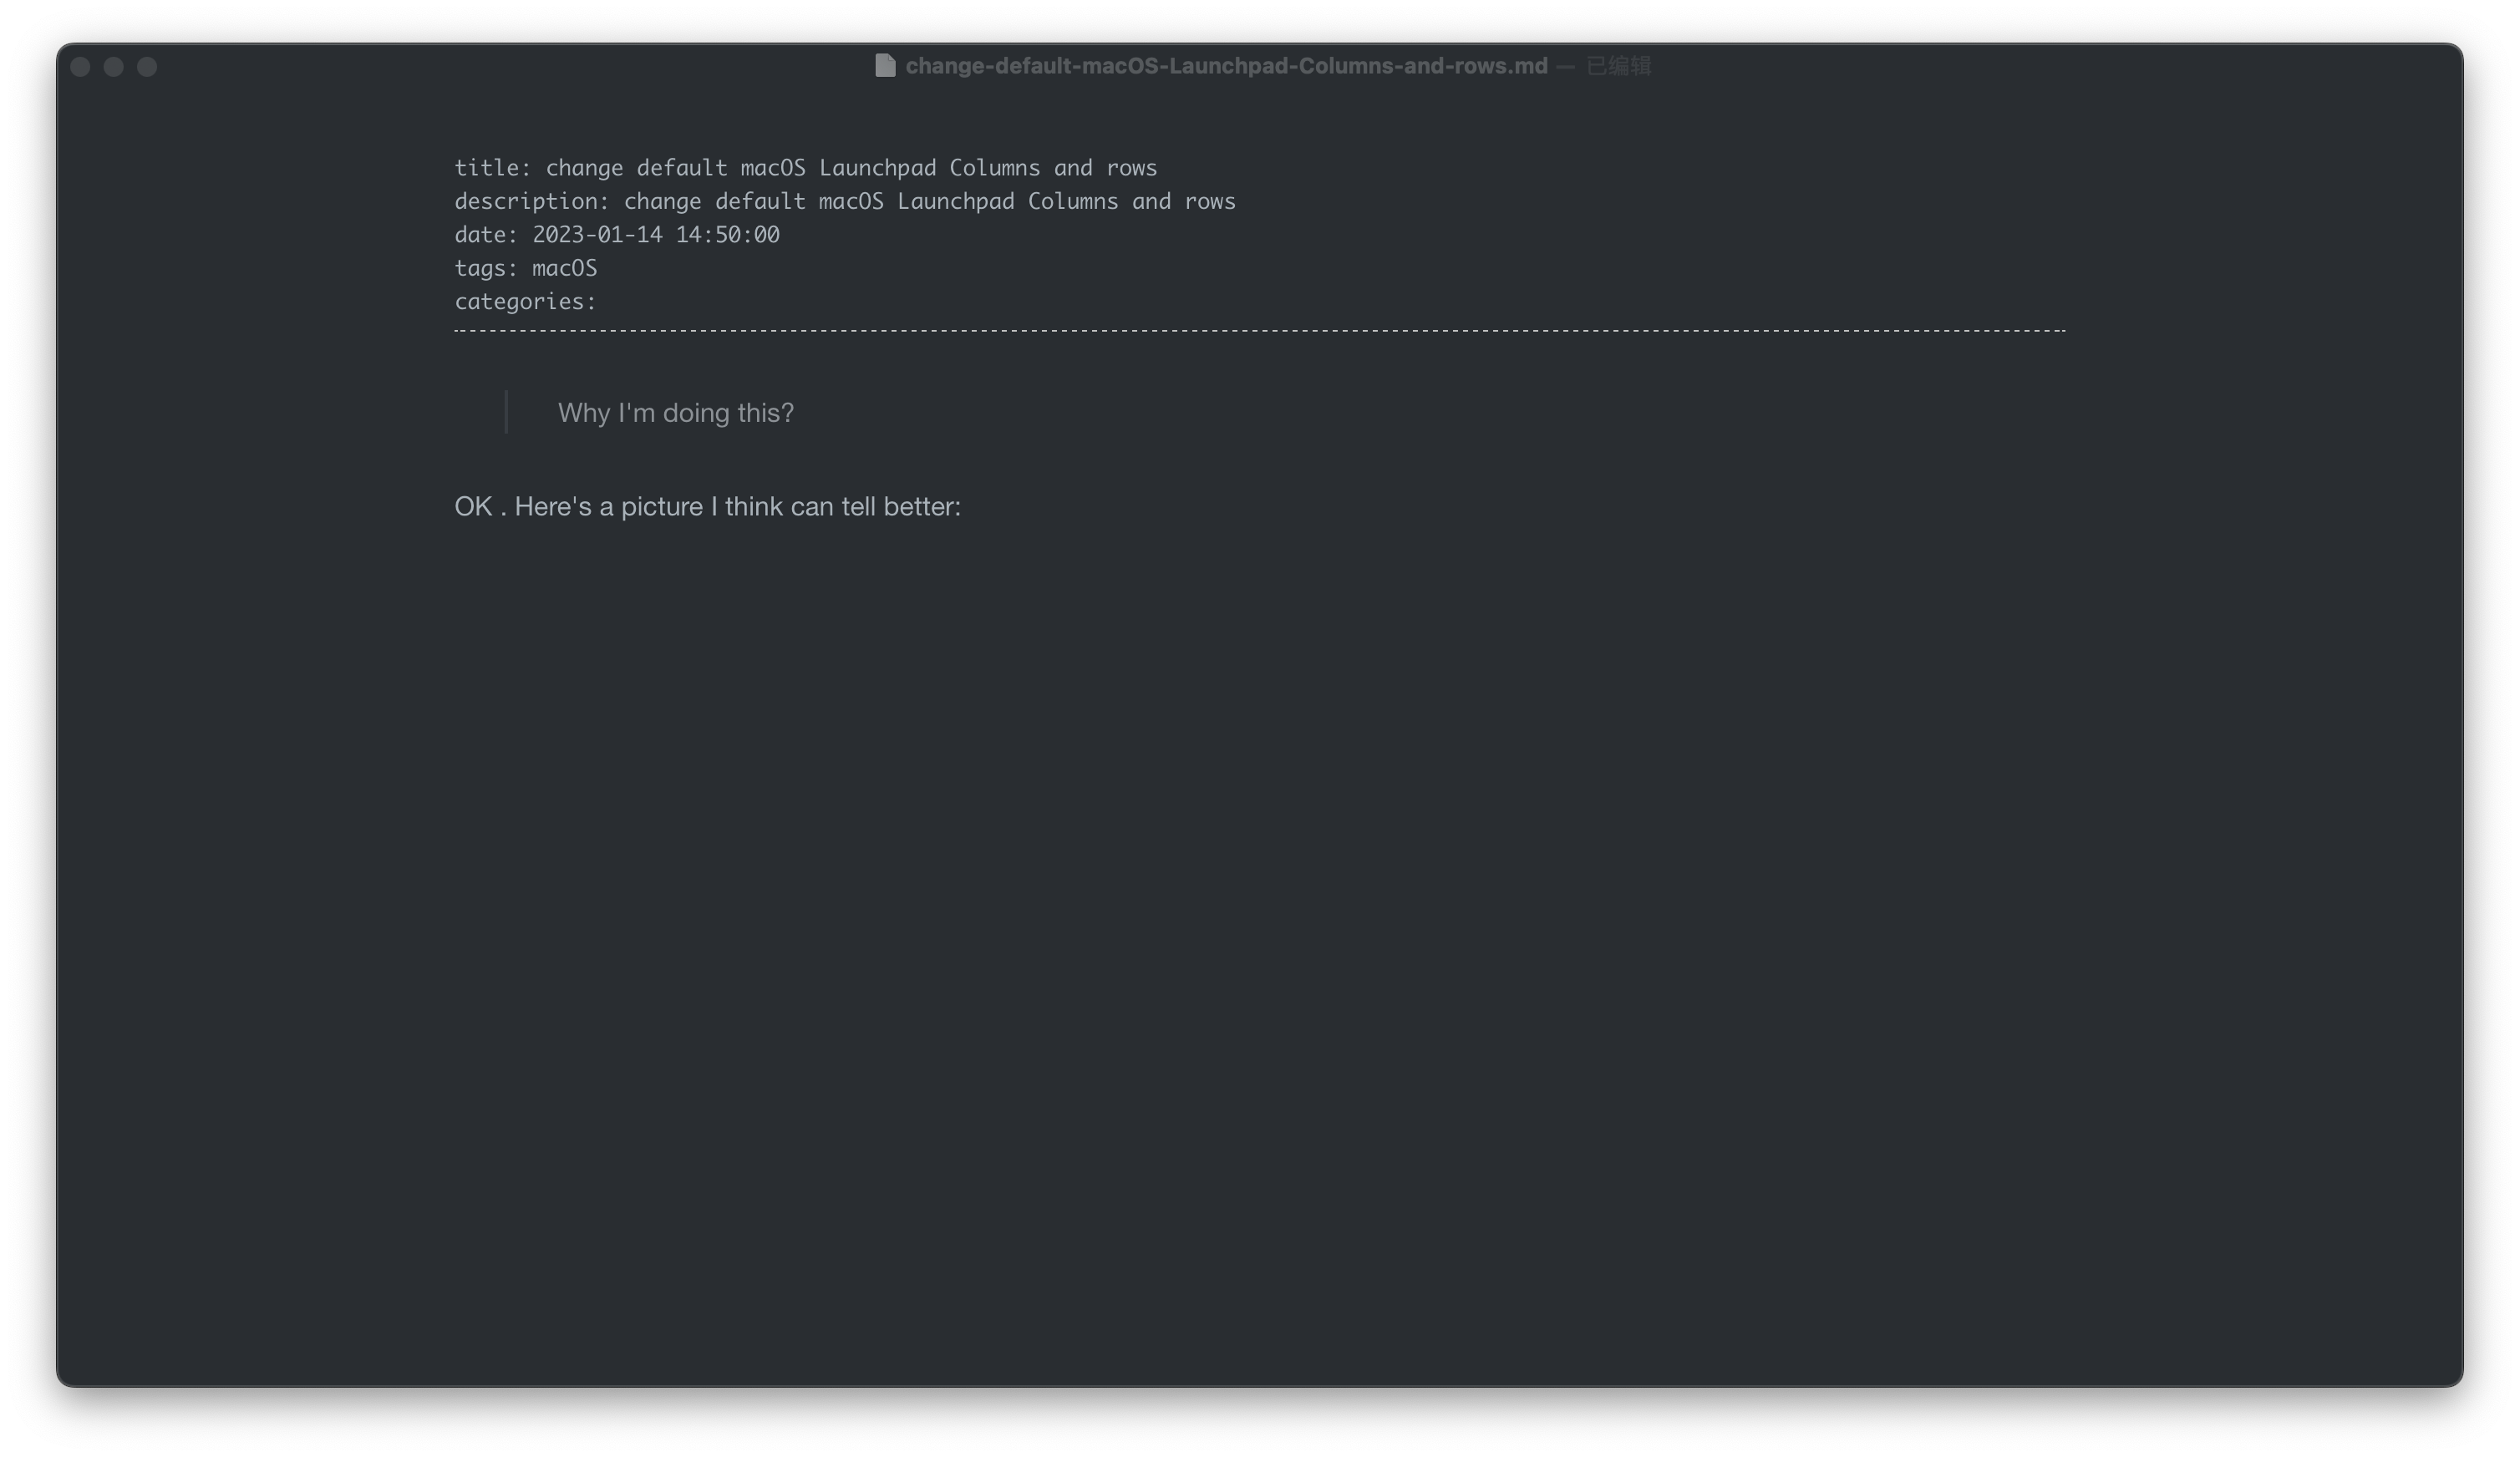 change-default-macOS-Launchpad-Columns-and-rows.md — 已编辑
title: change default macOS Launchpad Columns and rows
description: change default macOS Launchpad Columns and rows
date: 2023-01-14 14:50:00
tags: macOS
categories:
Why I'm doing this?
OK . Here's a picture I think can tell better: